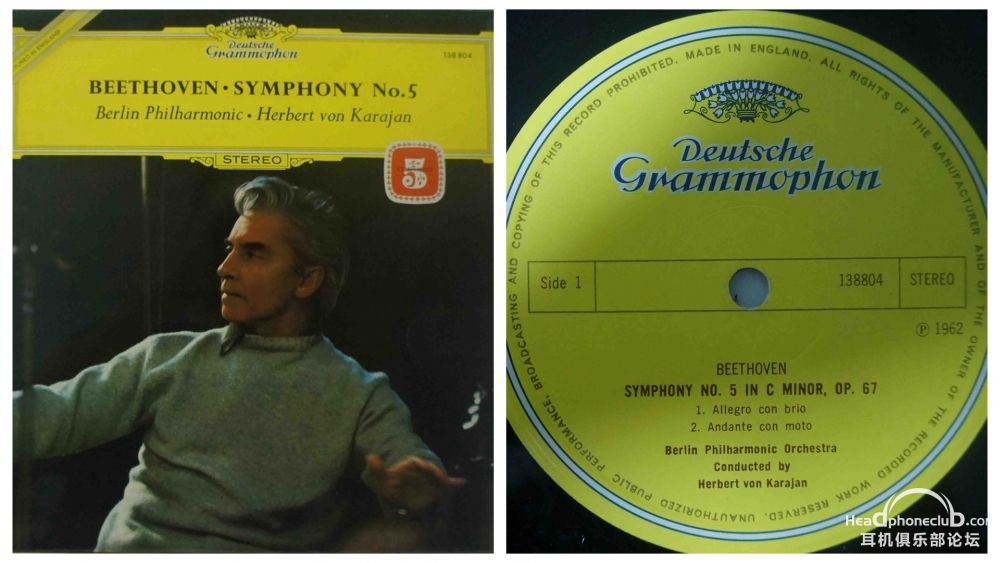 Deutsche
Grammophon
138 804
BEETHOVEN · SYMPHONY No.5
Berlin Philharmonic · Herbert von Karajan
STEREO
5
PERFORMANCE, BROADCASTING AND COPYING OF THIS RECORD PROHIBITED. MADE IN ENGLAND. ALL RIGHTS OF THE MANUFACTURER AND OF THE OWNER OF THE RECORDED WORK RESERVED. UNAUTHORIZED PUBLIC
Deutsche
Grammophon
Side 1
138804
STEREO
℗ 1962
BEETHOVEN
SYMPHONY NO. 5 IN C MINOR, OP. 67
1. Allegro con brio
2. Andante con moto
Berlin Philharmonic Orchestra
Conducted by
Herbert von Karajan
HeadphoneclubD.com
耳机俱乐部论坛